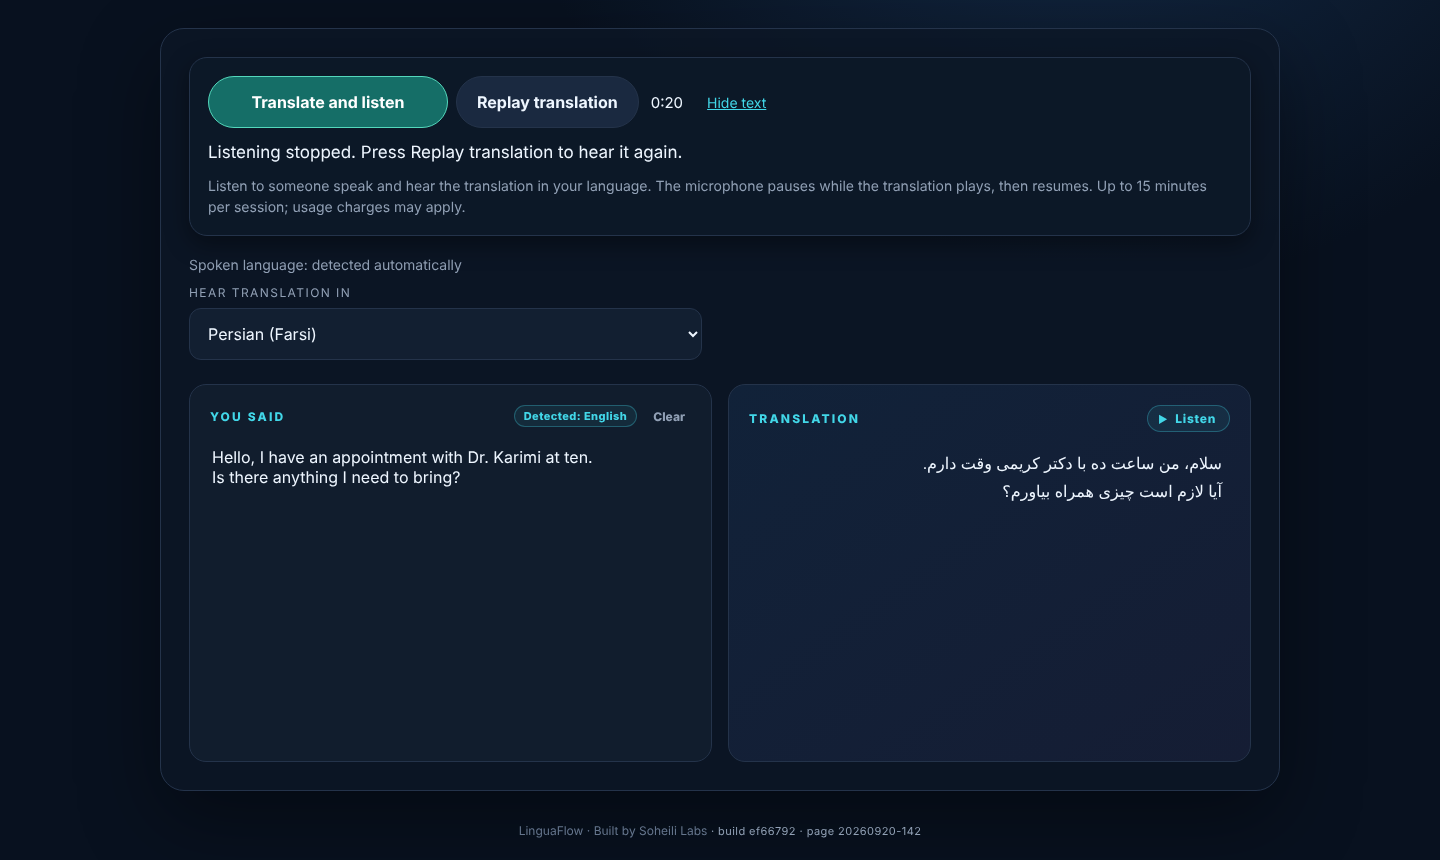 Translate and listen
Replay translation
0:20
Hide text
Listening stopped. Press Replay translation to hear it again.
Listen to someone speak and hear the translation in your language. The microphone pauses while the translation plays, then resumes. Up to 15 minutes
per session; usage charges may apply.
Spoken language: detected automatically
HEAR TRANSLATION IN
Persian (Farsi)
YOU SAID
Detected: English
Clear
Hello, I have an appointment with Dr. Karimi at ten.
Is there anything I need to bring?
TRANSLATION
Listen
سلام، من ساعت ده با دکتر کریمی وقت دارم.
آیا لازم است چیزی همراه بیاورم؟
LinguaFlow · Built by Soheili Labs · build ef66792 · page 20260920-142